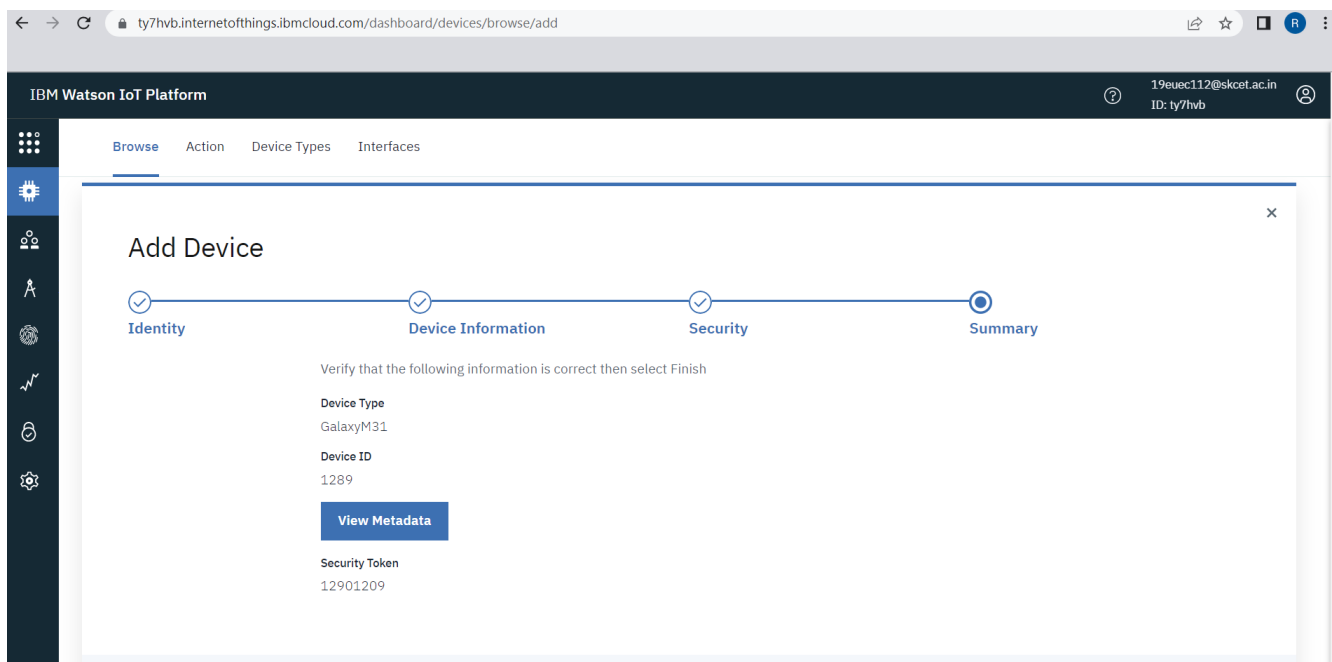 ty7hvb.internetofthings.ibmcloud.com/dashboard/devices/browse/add
R
IBM Watson IoT Platform
19euec112@skcet.ac.in
ID: ty7hvb
Browse Action Device Types Interfaces
Add Device
Identity Device Information Security Summary
Verify that the following information is correct then select Finish
Device Type
GalaxyM31
Device ID
1289
View Metadata
Security Token
12901209